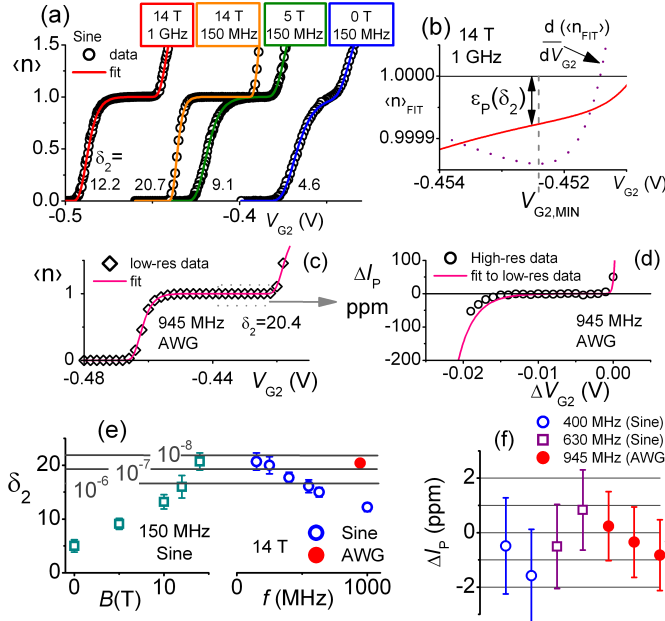 (a)
Sine
data
fit
14 T
1 GHz
14 T
150 MHz
5 T
150 MHz
0 T
150 MHz
⟨n⟩
1.5
1.0
0.5
0.0
δ2=
12.2
20.7
9.1
4.6
-0.5
-0.4
VG2 (V)
(b)
14 T
1 GHz
d (⟨nFIT⟩)
dVG2
1.0000
⟨n⟩FIT
0.9999
εP(δ2)
-0.454
-0.452
VG2 (V)
VG2,MIN
(c)
⟨n⟩
low-res data
fit
1
0
945 MHz
AWG
δ2=20.4
-0.48
-0.44
VG2 (V)
(d)
ΔIP
ppm
High-res data
fit to low-res data
100
0
-100
-200
945 MHz
AWG
-0.02
-0.01
0.00
ΔVG2 (V)
(e)
δ2
20
15
10
5
0
10-8
10-7
10-6
150 MHz
Sine
14 T
Sine
AWG
0
10
B(T)
0
1000
f (MHz)
(f)
400 MHz (Sine)
630 MHz (Sine)
945 MHz (AWG)
ΔIP (ppm)
2
0
-2